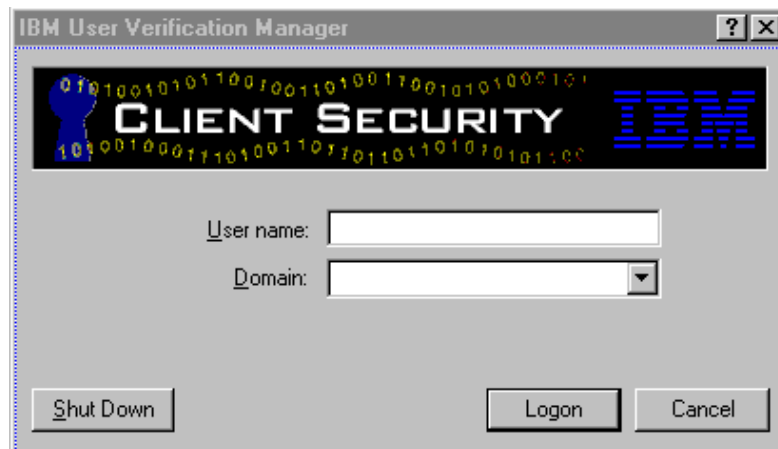 IBM User Verification Manager
CLIENT SECURITY
IBM
User name:
Domain:
Shut Down
Logon
Cancel